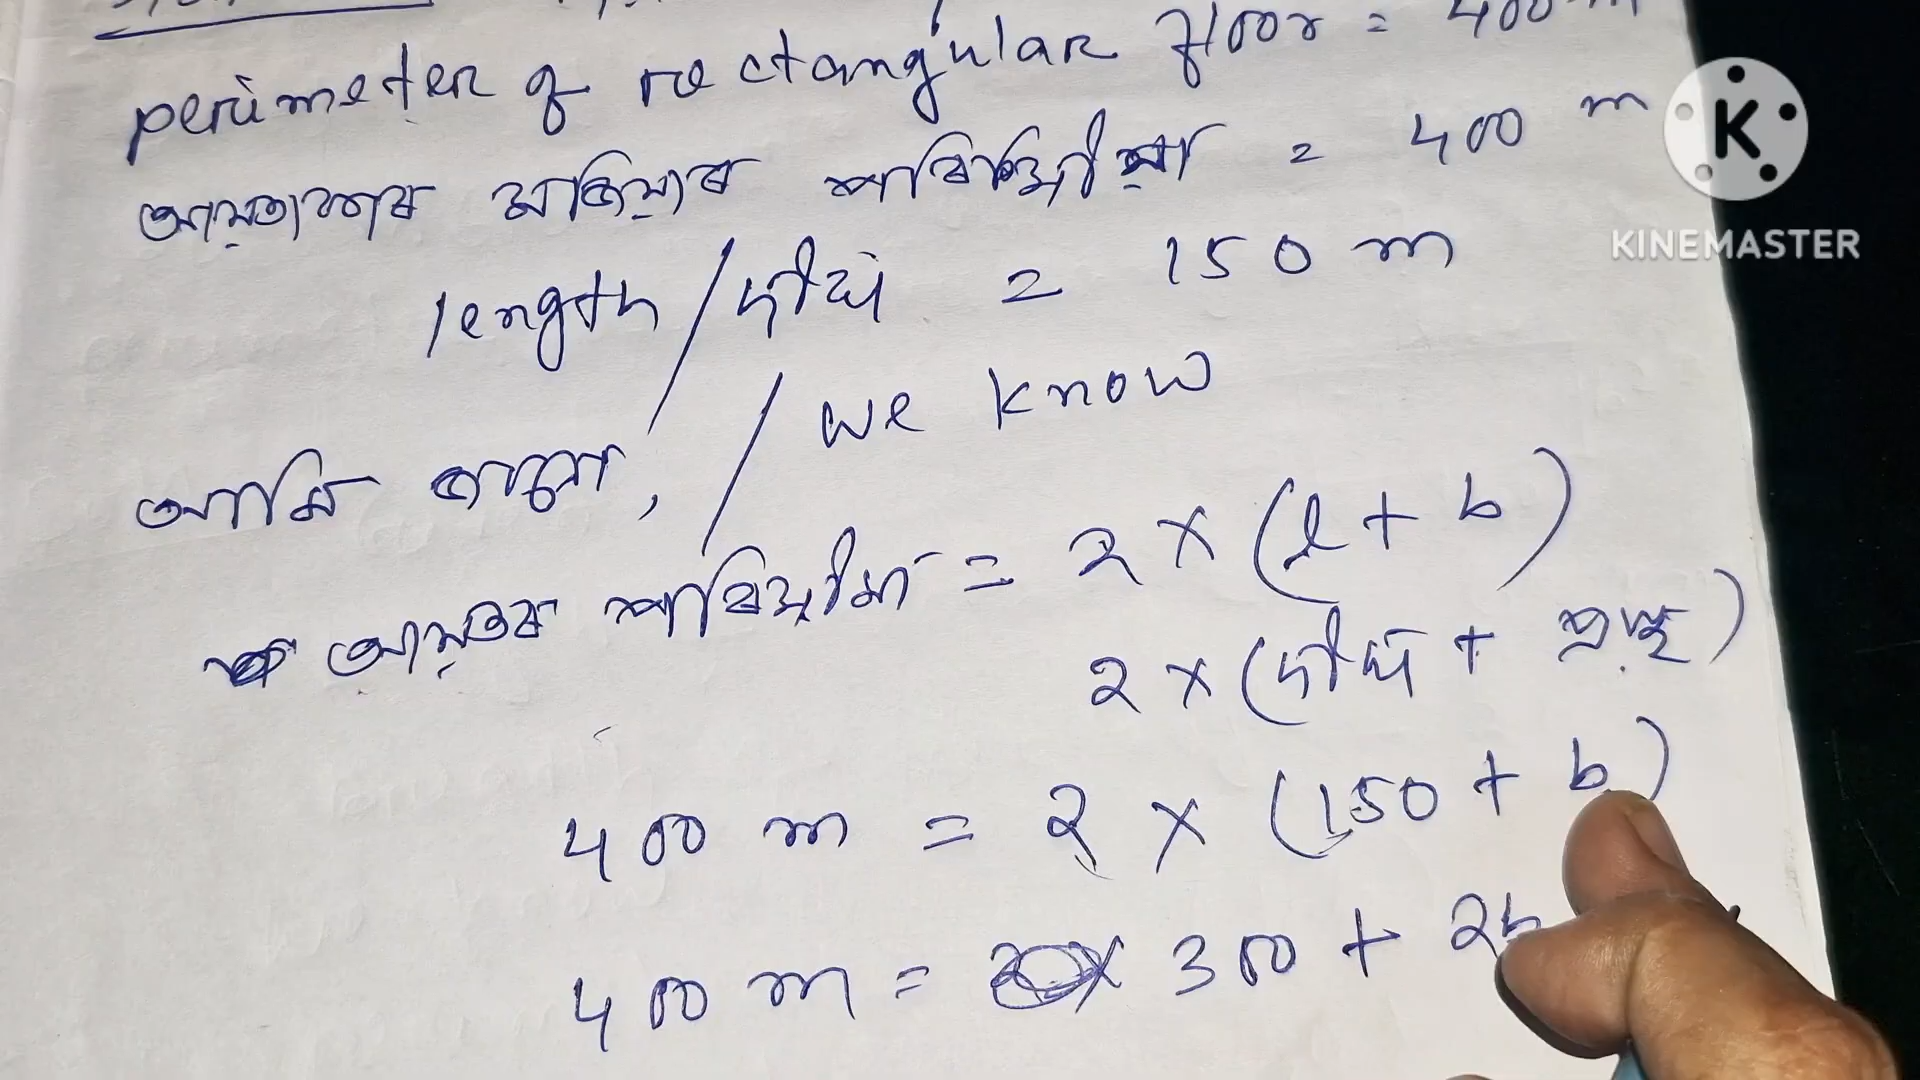 perimeter of rectangular floor = 400 m
আয়তাকাৰ মজিয়াৰ পৰিসীমা = 400 m
length / দীঘ = 150 m
আমি জানো, / we know
আয়তৰ পৰিসীমা = 2 × (l + b)
2 × (দীঘ + প্ৰস্থ)
400 m = 2 × (150 + b)
400 m = 300 + 2b
K
KINEMASTER